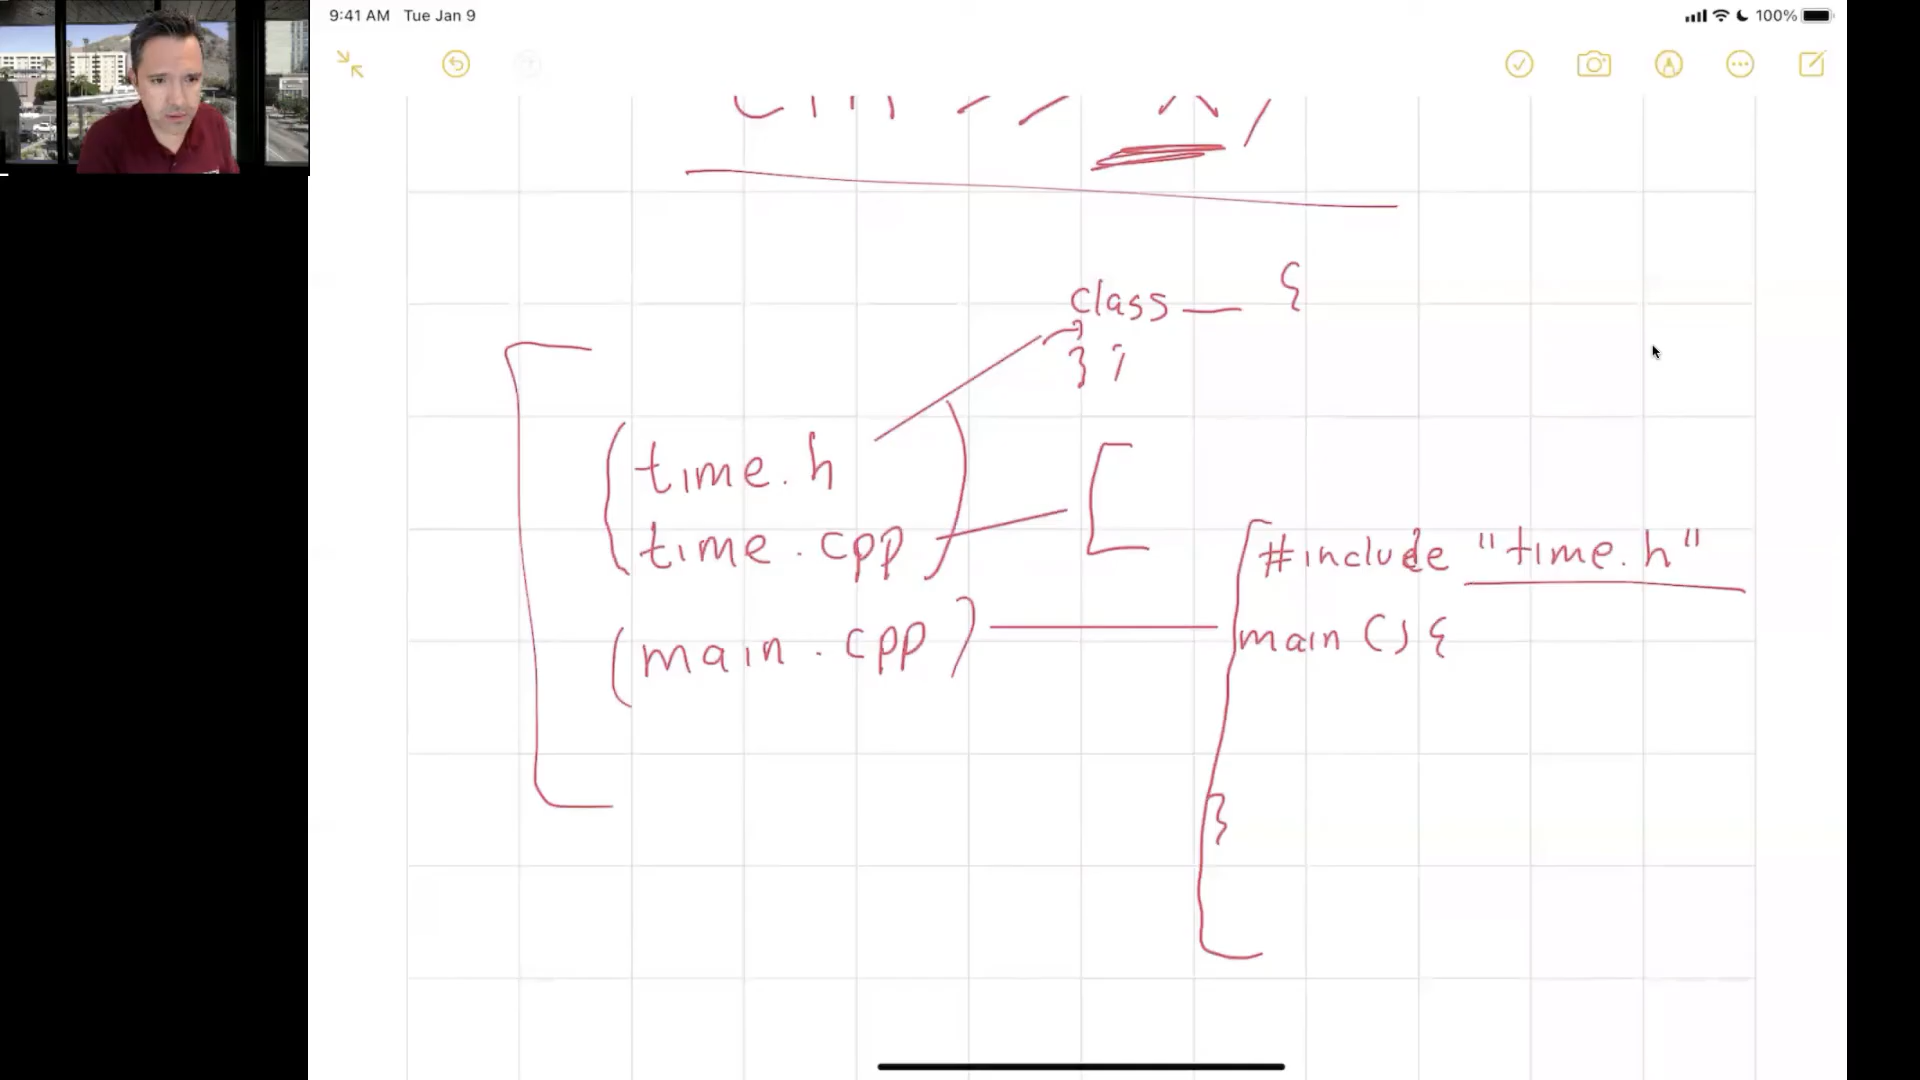 9:41 AM Tue Jan 9
100%
class — {
} ;
(time.h
time.cpp)
(main.cpp)
#include "time.h"
main () {
}